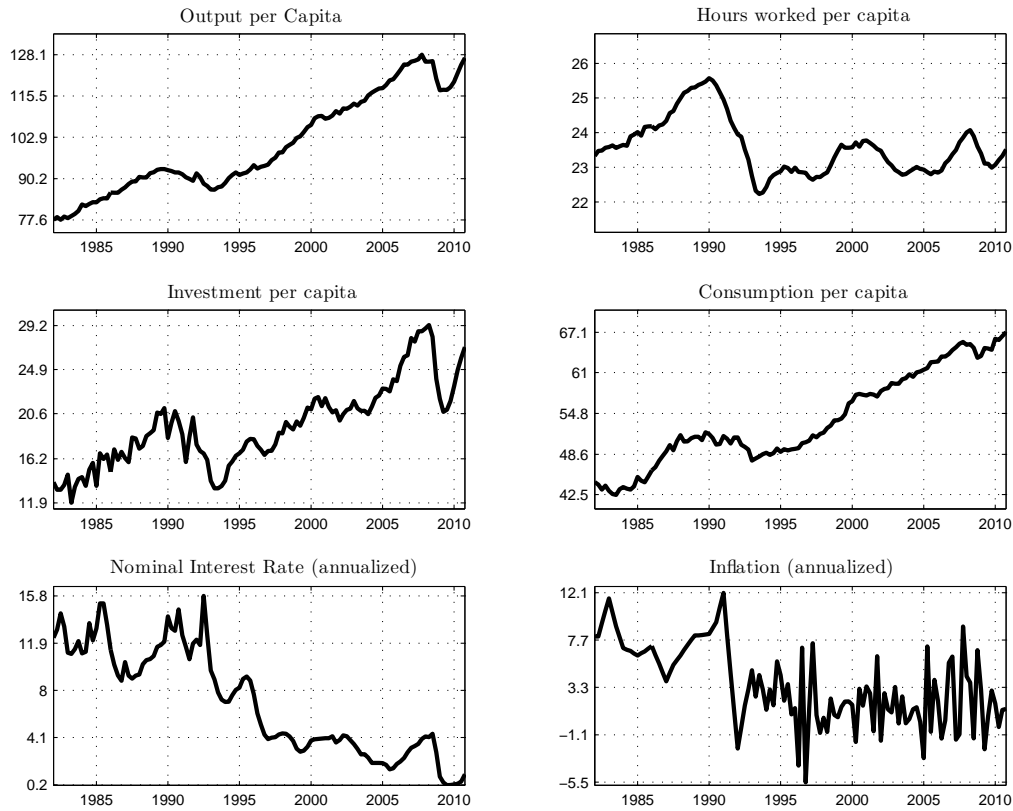 Output per Capita
128.1
115.5
102.9
90.2
77.6
1985 1990 1995 2000 2005 2010
Hours worked per capita
26
25
24
23
22
1985 1990 1995 2000 2005 2010
Investment per capita
29.2
24.9
20.6
16.2
11.9
1985 1990 1995 2000 2005 2010
Consumption per capita
67.1
61
54.8
48.6
42.5
1985 1990 1995 2000 2005 2010
Nominal Interest Rate (annualized)
15.8
11.9
8
4.1
0.2
1985 1990 1995 2000 2005 2010
Inflation (annualized)
12.1
7.7
3.3
−1.1
−5.5
1985 1990 1995 2000 2005 2010